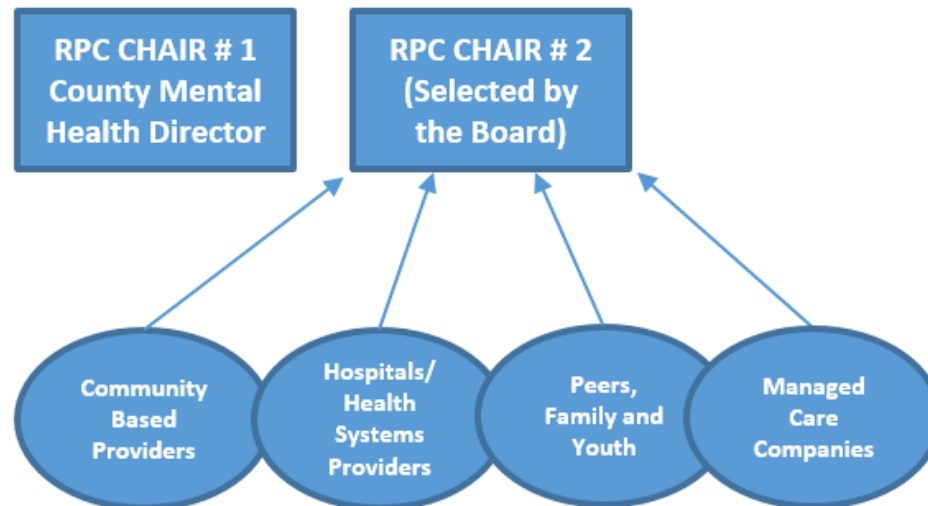 RPC CHAIR # 1
County Mental
Health Director
RPC CHAIR # 2
(Selected by
the Board)
Community
Based
Providers
Hospitals/
Health
Systems
Providers
Peers,
Family and
Youth
Managed
Care
Companies